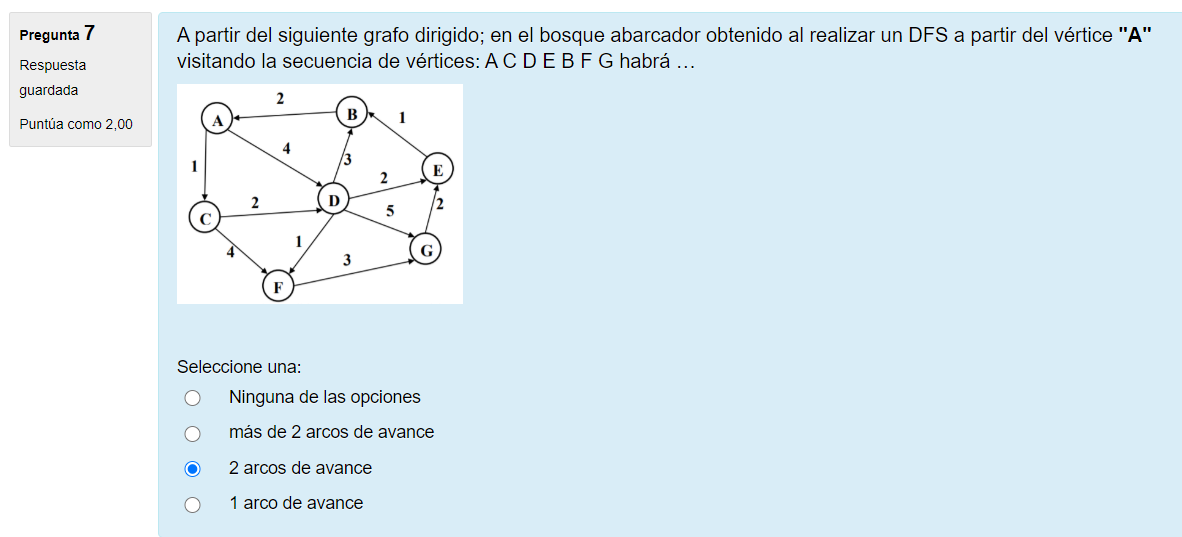 Pregunta 7
Respuesta
guardada
Puntúa como 2,00
A partir del siguiente grafo dirigido; en el bosque abarcador obtenido al realizar un DFS a partir del vértice "A"
visitando la secuencia de vértices: A C D E B F G habrá …
2
A
B
1
4
3
1
2
E
2
D
5
2
C
1
4
3
G
F
Seleccione una:
Ninguna de las opciones
más de 2 arcos de avance
2 arcos de avance
1 arco de avance